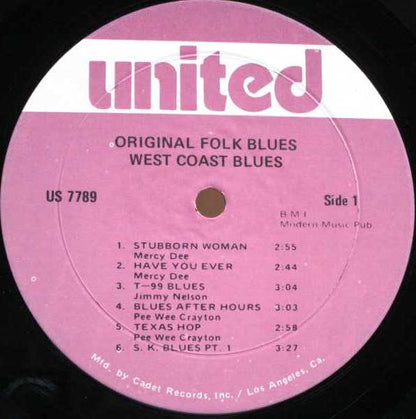 united
ORIGINAL FOLK BLUES
WEST COAST BLUES
US 7789
Side 1
B M I
Modern Music Pub.
1. STUBBORN WOMAN 2:55
Mercy Dee
2. HAVE YOU EVER 2:44
Mercy Dee
3. T—99 BLUES 3:04
Jimmy Nelson
4. BLUES AFTER HOURS 3:03
Pee Wee Crayton
5. TEXAS HOP 2:58
Pee Wee Crayton
6. S. K. BLUES PT. 1 3:27
Mfd. by Cadet Records, Inc. / Los Angeles, Ca.